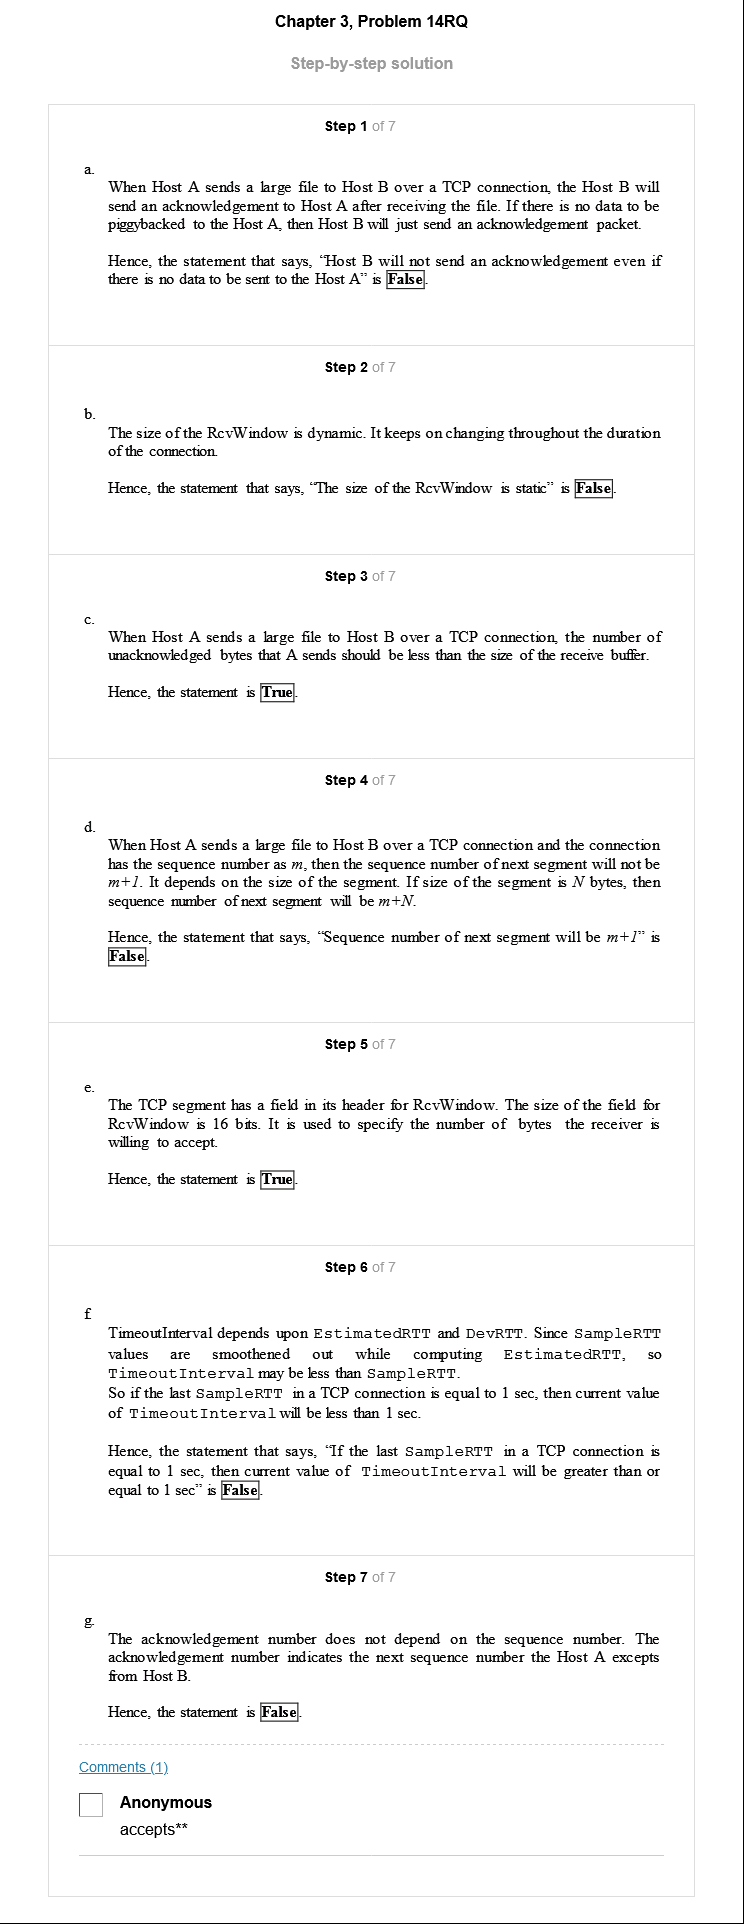 Chapter 3, Problem 14RQ
Step-by-step solution
Step 1 of 7
a.
When Host A sends a large file to Host B over a TCP connection, the Host B will
send an acknowledgement to Host A after receiving the file. If there is no data to be
piggybacked to the Host A, then Host B will just send an acknowledgement packet.
Hence, the statement that says, “Host B will not send an acknowledgement even if
there is no data to be sent to the Host A” is False.
Step 2 of 7
b.
The size of the RcvWindow is dynamic. It keeps on changing throughout the duration
of the connection.
Hence, the statement that says, “The size of the RcvWindow is static” is False.
Step 3 of 7
c.
When Host A sends a large file to Host B over a TCP connection, the number of
unacknowledged bytes that A sends should be less than the size of the receive buffer.
Hence, the statement is True.
Step 4 of 7
d.
When Host A sends a large file to Host B over a TCP connection and the connection
has the sequence number as m, then the sequence number of next segment will not be
m+1. It depends on the size of the segment. If size of the segment is N bytes, then
sequence number of next segment will be m+N.
Hence, the statement that says, “Sequence number of next segment will be m+1” is
False.
Step 5 of 7
e.
The TCP segment has a field in its header for RcvWindow. The size of the field for
RcvWindow is 16 bits. It is used to specify the number of bytes the receiver is
willing to accept.
Hence, the statement is True.
Step 6 of 7
f.
TimeoutInterval depends upon EstimatedRTT and DevRTT. Since SampleRTT
values are smoothened out while computing EstimatedRTT, so
TimeoutInterval may be less than SampleRTT.
So if the last SampleRTT in a TCP connection is equal to 1 sec, then current value
of TimeoutInterval will be less than 1 sec.
Hence, the statement that says, “If the last SampleRTT in a TCP connection is
equal to 1 sec, then current value of TimeoutInterval will be greater than or
equal to 1 sec” is False.
Step 7 of 7
g.
The acknowledgement number does not depend on the sequence number. The
acknowledgement number indicates the next sequence number the Host A excepts
from Host B.
Hence, the statement is False.
Comments (1)
Anonymous
accepts**